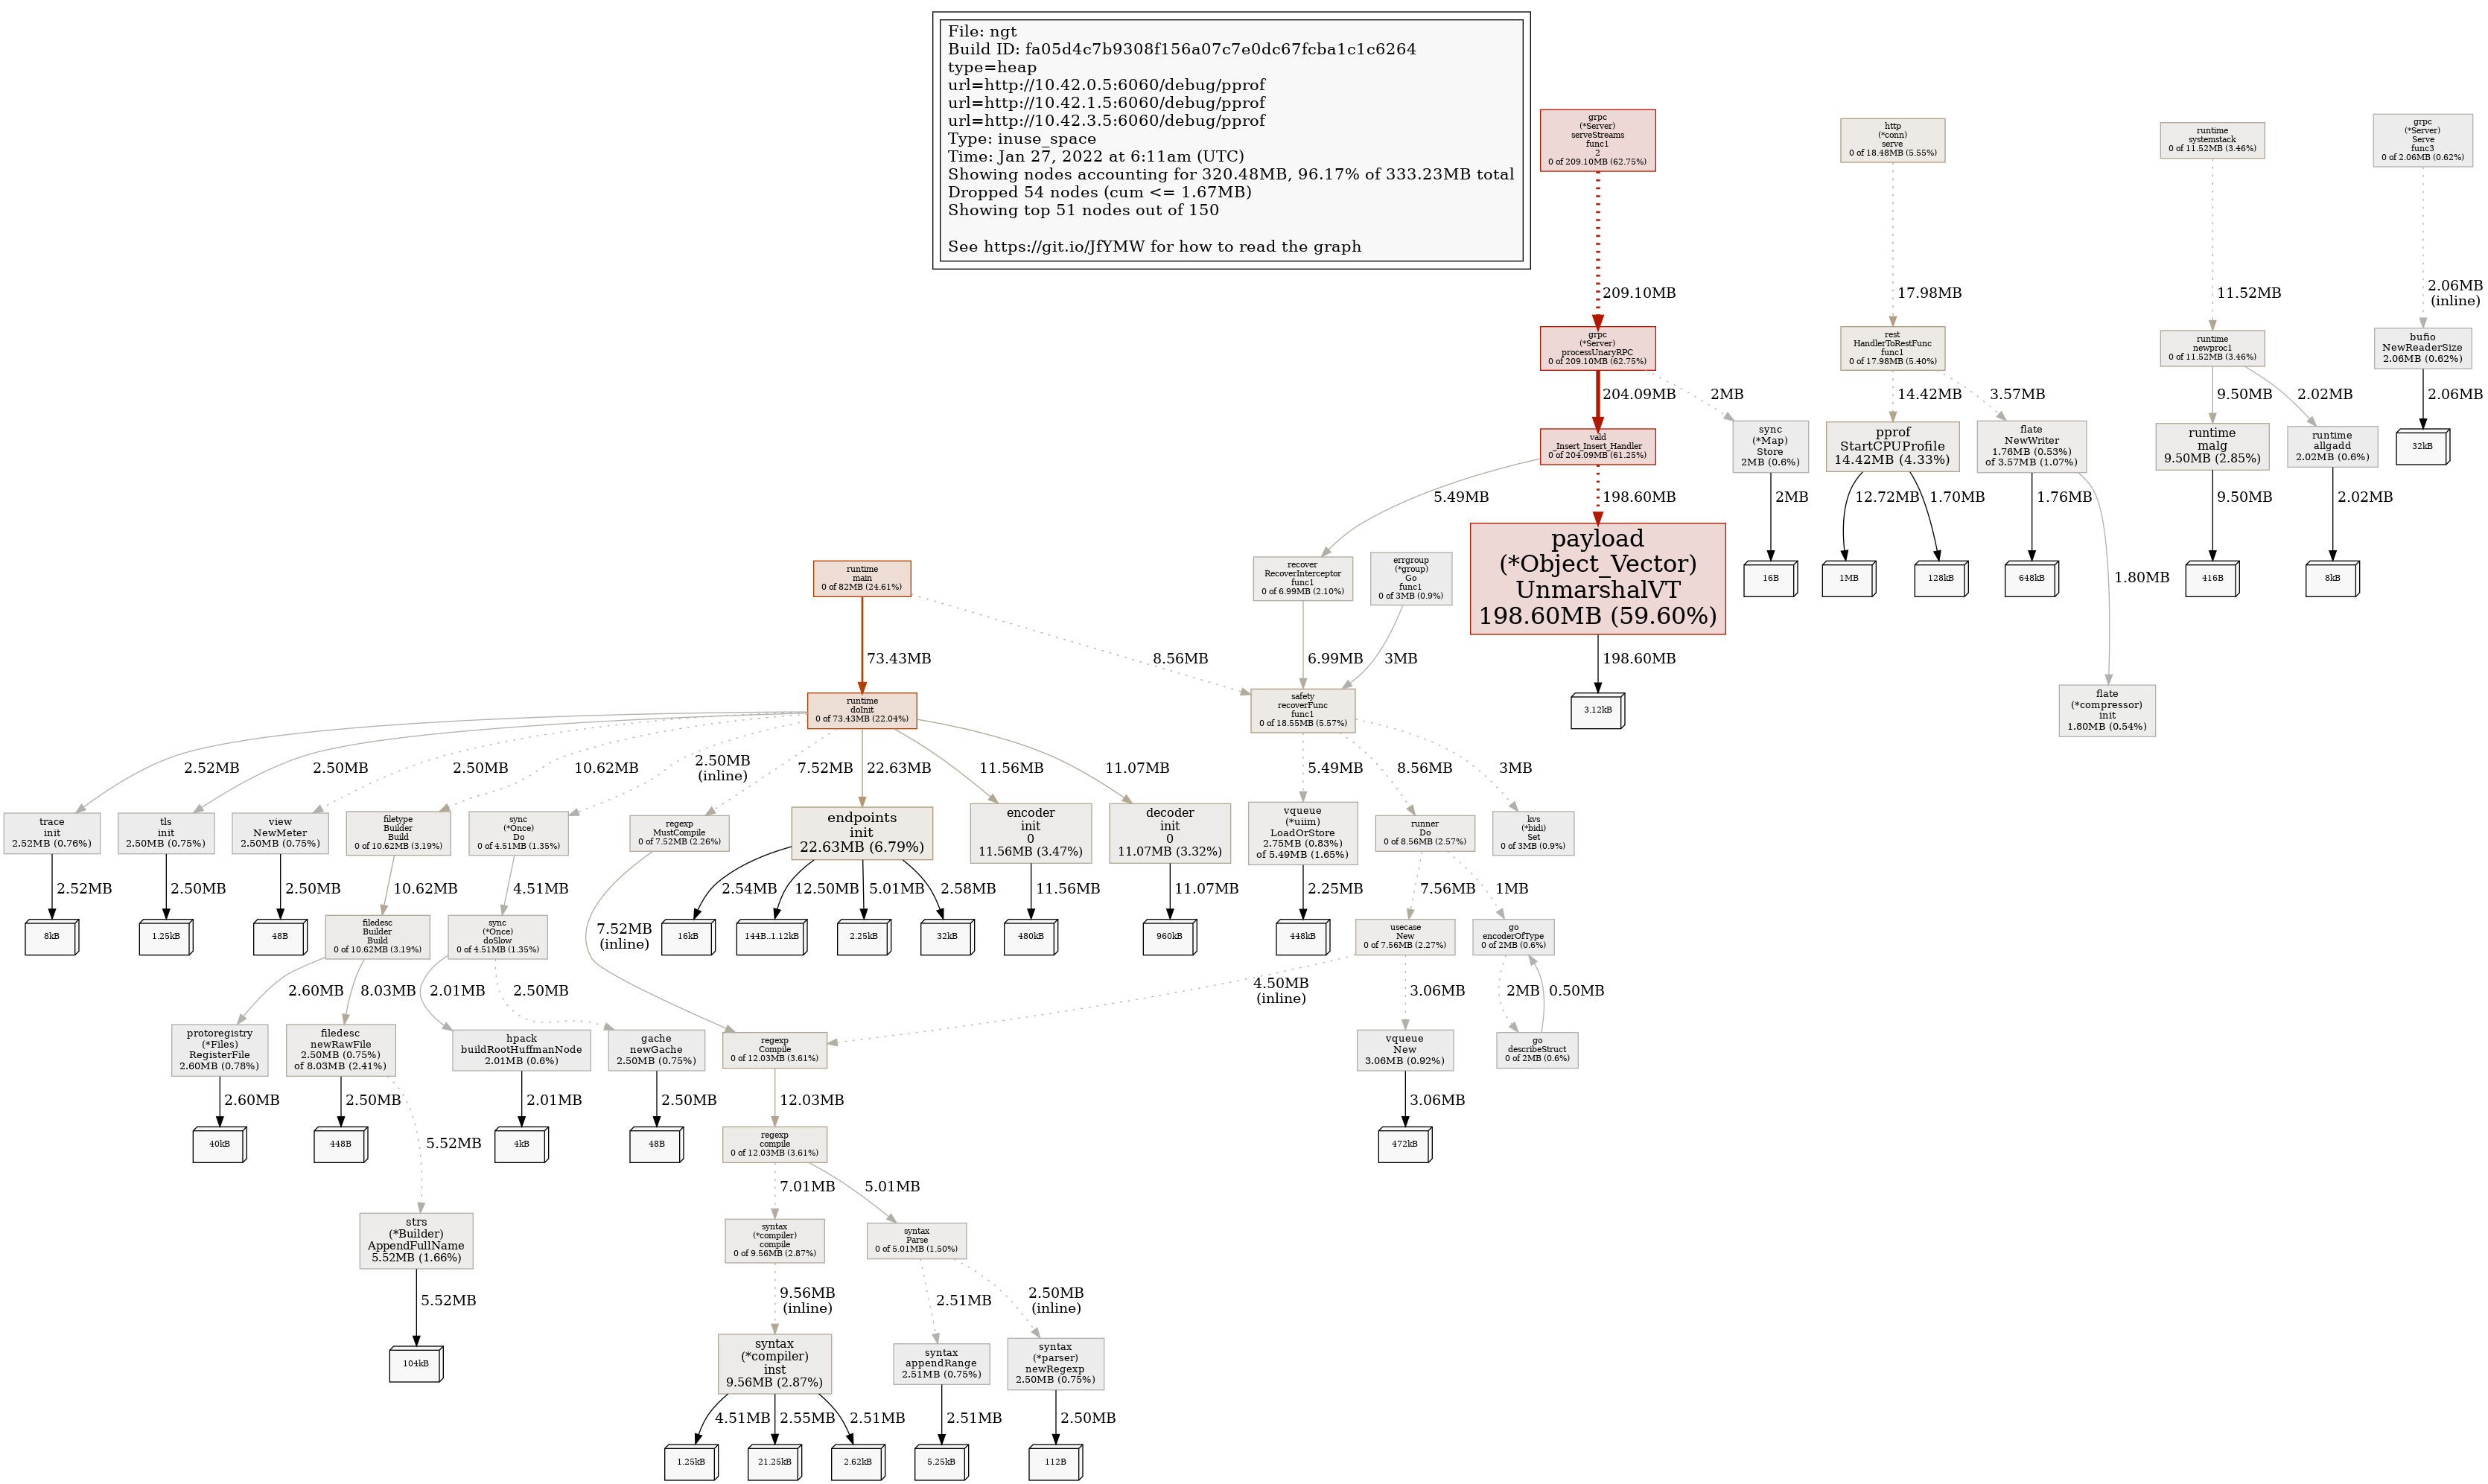 File: ngt
Build ID: fa05d4c7b9308f156a07c7e0dc67fcba1c1c6264
type=heap
url=http://10.42.0.5:6060/debug/pprof
url=http://10.42.1.5:6060/debug/pprof
url=http://10.42.3.5:6060/debug/pprof
Type: inuse_space
Time: Jan 27, 2022 at 6:11am (UTC)
Showing nodes accounting for 320.48MB, 96.17% of 333.23MB total
Dropped 54 nodes (cum <= 1.67MB)
Showing top 51 nodes out of 150
See https://git.io/JfYMW for how to read the graph
grpc
(*Server)
serveStreams
func1
2
0 of 209.10MB (62.75%)
http
(*conn)
serve
0 of 18.48MB (5.55%)
runtime
systemstack
0 of 11.52MB (3.46%)
grpc
(*Server)
Serve
func3
0 of 2.06MB (0.62%)
209.10MB
17.98MB
11.52MB
2.06MB
(inline)
grpc
(*Server)
processUnaryRPC
0 of 209.10MB (62.75%)
rest
HandlerToRestFunc
func1
0 of 17.98MB (5.40%)
runtime
newproc1
0 of 11.52MB (3.46%)
bufio
NewReaderSize
2.06MB (0.62%)
204.09MB
2MB
14.42MB
3.57MB
9.50MB
2.02MB
2.06MB
vald
_Insert_Insert_Handler
0 of 204.09MB (61.25%)
sync
(*Map)
Store
2MB (0.6%)
pprof
StartCPUProfile
14.42MB (4.33%)
flate
NewWriter
1.76MB (0.53%)
of 3.57MB (1.07%)
runtime
malg
9.50MB (2.85%)
runtime
allgadd
2.02MB (0.6%)
32kB
5.49MB
198.60MB
2MB
12.72MB
1.70MB
1.76MB
1.80MB
9.50MB
2.02MB
runtime
main
0 of 82MB (24.61%)
recover
RecoverInterceptor
func1
0 of 6.99MB (2.10%)
errgroup
(*group)
Go
func1
0 of 3MB (0.9%)
payload
(*Object_Vector)
UnmarshalVT
198.60MB (59.60%)
16B
1MB
128kB
648kB
416B
8kB
73.43MB
8.56MB
6.99MB
3MB
198.60MB
runtime
doInit
0 of 73.43MB (22.04%)
safety
recoverFunc
func1
0 of 18.55MB (5.57%)
3.12kB
flate
(*compressor)
init
1.80MB (0.54%)
2.52MB
2.50MB
2.50MB
10.62MB
2.50MB
(inline)
7.52MB
22.63MB
11.56MB
11.07MB
5.49MB
8.56MB
3MB
trace
init
2.52MB (0.76%)
tls
init
2.50MB (0.75%)
view
NewMeter
2.50MB (0.75%)
filetype
Builder
Build
0 of 10.62MB (3.19%)
sync
(*Once)
Do
0 of 4.51MB (1.35%)
regexp
MustCompile
0 of 7.52MB (2.26%)
endpoints
init
22.63MB (6.79%)
encoder
init
0
11.56MB (3.47%)
decoder
init
0
11.07MB (3.32%)
vqueue
(*uiim)
LoadOrStore
2.75MB (0.83%)
of 5.49MB (1.65%)
runner
Do
0 of 8.56MB (2.57%)
kvs
(*bidi)
Set
0 of 3MB (0.9%)
2.52MB
2.50MB
2.50MB
10.62MB
4.51MB
7.52MB
(inline)
2.54MB
12.50MB
5.01MB
2.58MB
11.56MB
11.07MB
2.25MB
7.56MB
1MB
8kB
1.25kB
48B
filedesc
Builder
Build
0 of 10.62MB (3.19%)
sync
(*Once)
doSlow
0 of 4.51MB (1.35%)
16kB
144B..1.12kB
2.25kB
32kB
480kB
960kB
448kB
usecase
New
0 of 7.56MB (2.27%)
go
encoderOfType
0 of 2MB (0.6%)
2.60MB
8.03MB
2.01MB
2.50MB
4.50MB
(inline)
3.06MB
2MB
0.50MB
protoregistry
(*Files)
RegisterFile
2.60MB (0.78%)
filedesc
newRawFile
2.50MB (0.75%)
of 8.03MB (2.41%)
hpack
buildRootHuffmanNode
2.01MB (0.6%)
gache
newGache
2.50MB (0.75%)
regexp
Compile
0 of 12.03MB (3.61%)
vqueue
New
3.06MB (0.92%)
go
describeStruct
0 of 2MB (0.6%)
2.60MB
2.50MB
5.52MB
2.01MB
2.50MB
12.03MB
3.06MB
40kB
448B
4kB
48B
regexp
compile
0 of 12.03MB (3.61%)
472kB
7.01MB
5.01MB
strs
(*Builder)
AppendFullName
5.52MB (1.66%)
syntax
(*compiler)
compile
0 of 9.56MB (2.87%)
syntax
Parse
0 of 5.01MB (1.50%)
5.52MB
9.56MB
(inline)
2.51MB
2.50MB
(inline)
104kB
syntax
(*compiler)
inst
9.56MB (2.87%)
syntax
appendRange
2.51MB (0.75%)
syntax
(*parser)
newRegexp
2.50MB (0.75%)
4.51MB
2.55MB
2.51MB
2.51MB
2.50MB
1.25kB
21.25kB
2.62kB
5.25kB
112B